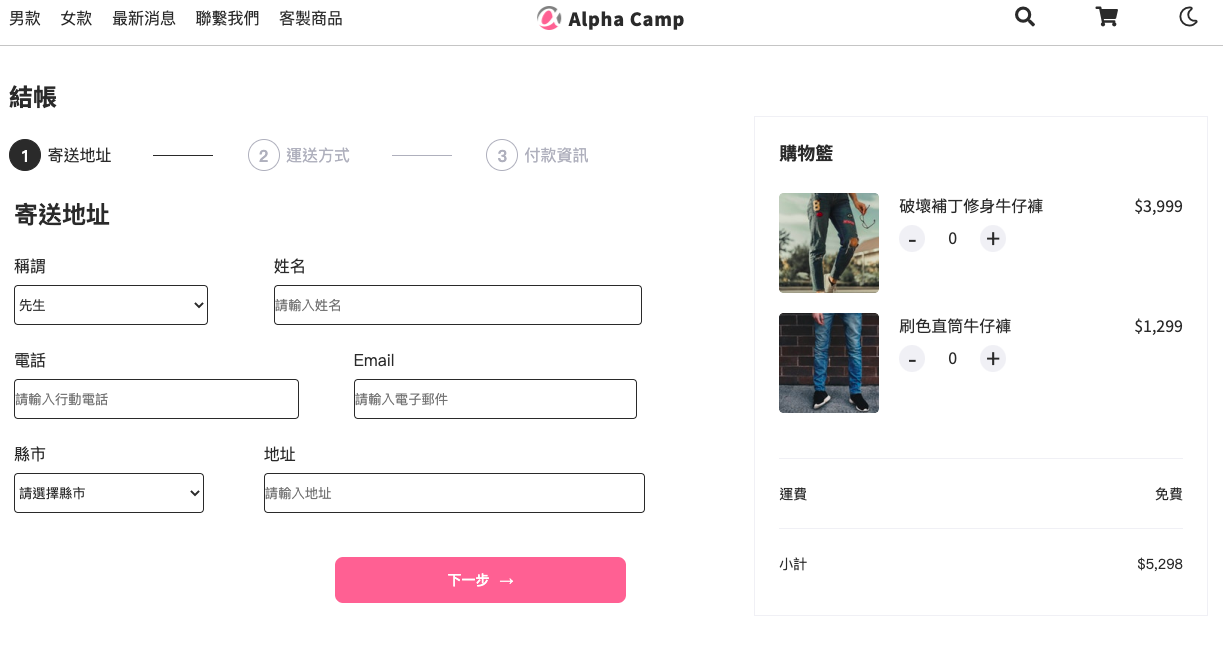 男款 女款 最新消息 聯繫我們 客製商品 Alpha Camp
結帳
1 寄送地址 2 運送方式 3 付款資訊
寄送地址
稱謂 姓名
先生 請輸入姓名
電話 Email
請輸入行動電話 請輸入電子郵件
縣市 地址
請選擇縣市 請輸入地址
下一步 →
購物籃
破壞補丁修身牛仔褲 $3,999
- 0 +
刷色直筒牛仔褲 $1,299
- 0 +
運費 免費
小計 $5,298